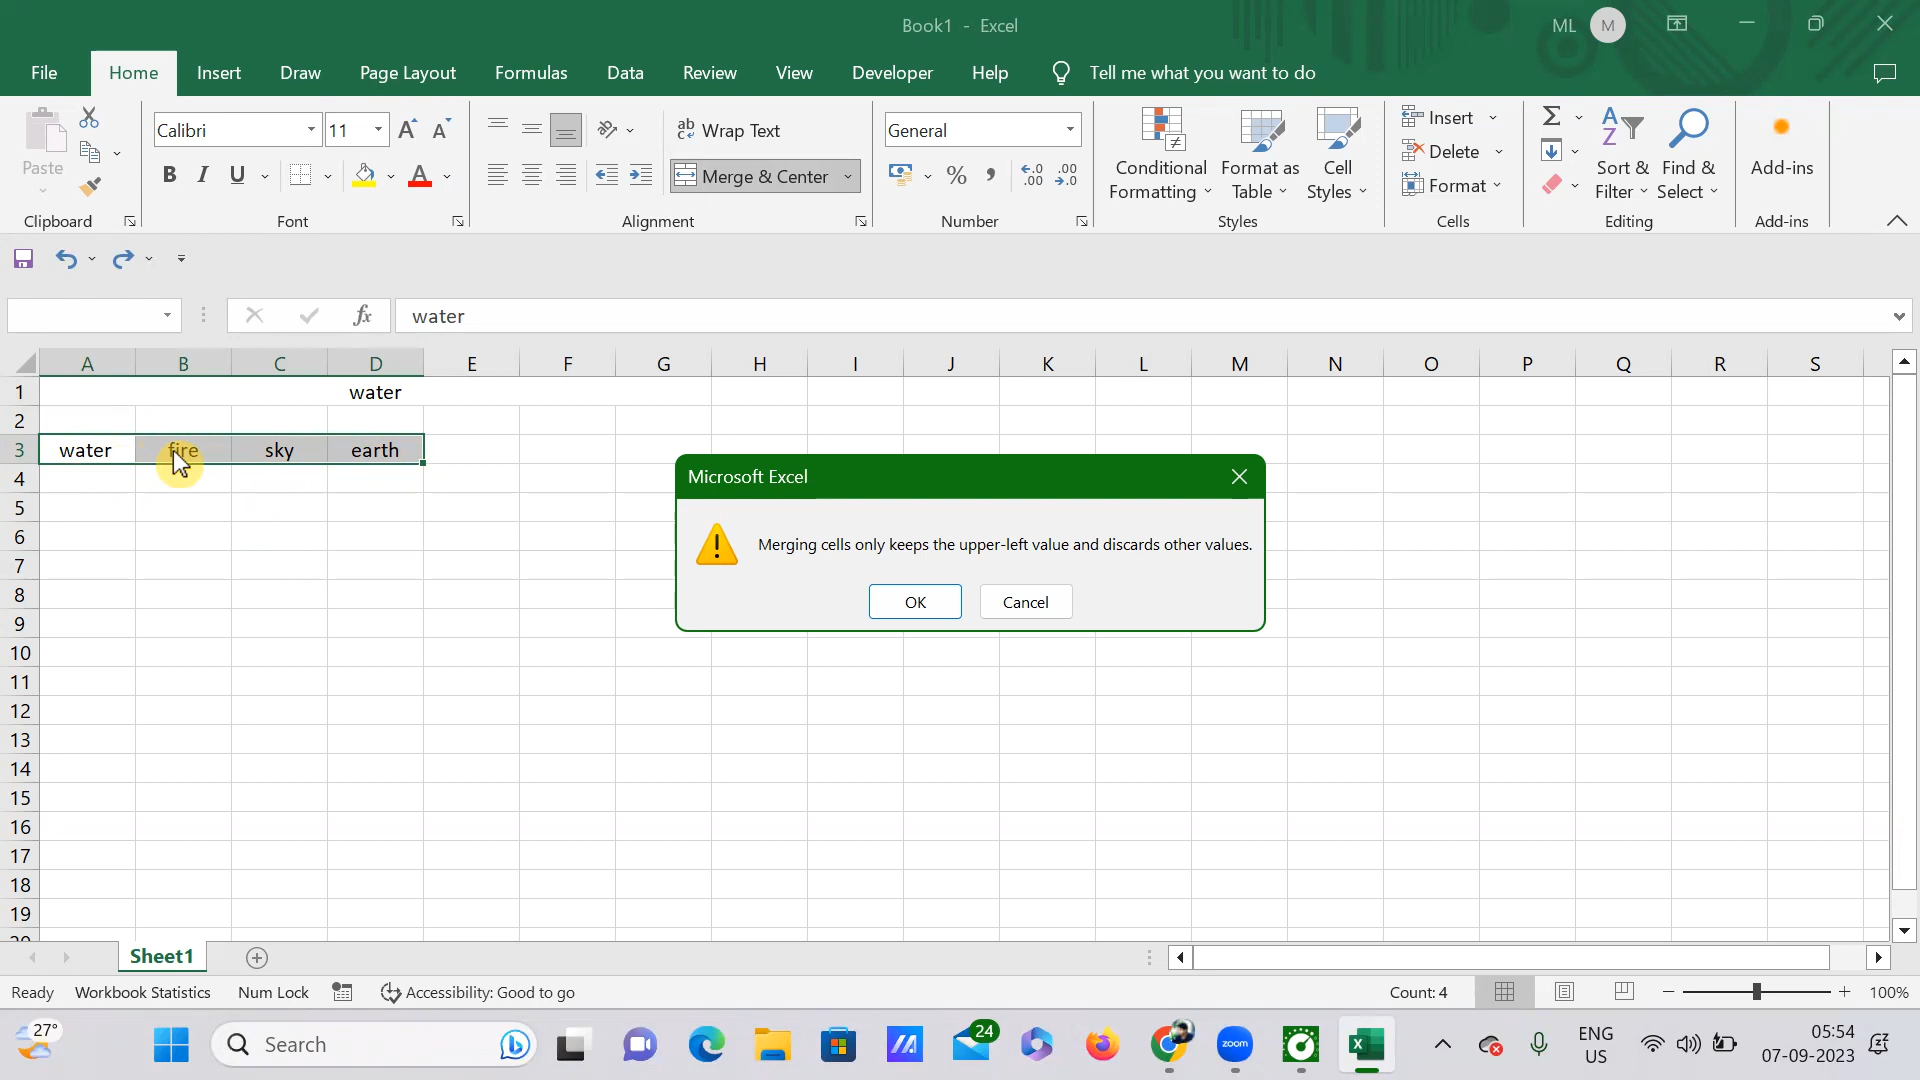 Book1 - Excel
ML
M
File Home Insert Draw Page Layout Formulas Data Review View Developer Help Tell me what you want to do
Paste
Clipboard
Calibri 11
B I U
Font
Wrap Text
Merge & Center
Alignment
General
Number
Conditional Formatting
Format as Table
Cell Styles
Styles
Insert
Delete
Format
Cells
Sort & Filter
Find & Select
Editing
Add-ins
Add-ins
fx water
A B C D E F G H I J K L M N O P Q R S
1 water
2
3 water fire sky earth
4
5
6
7
8
9
10
11
12
13
14
15
16
17
18
19
20
Microsoft Excel
Merging cells only keeps the upper-left value and discards other values.
OK Cancel
Sheet1
Ready Workbook Statistics Num Lock Accessibility: Good to go Count: 4 100%
27°
Search
24
zoom
ENG
US
05:54
07-09-2023